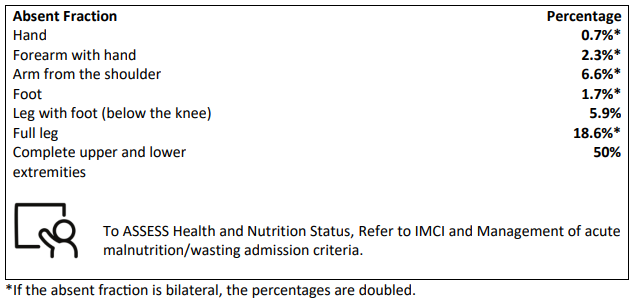 Absent Fraction Percentage
Hand 0.7%*
Forearm with hand 2.3%*
Arm from the shoulder 6.6%*
Foot 1.7%*
Leg with foot (below the knee) 5.9%
Full leg 18.6%*
Complete upper and lower 50%
extremities
To ASSESS Health and Nutrition Status, Refer to IMCI and Management of acute
malnutrition/wasting admission criteria.
*If the absent fraction is bilateral, the percentages are doubled.